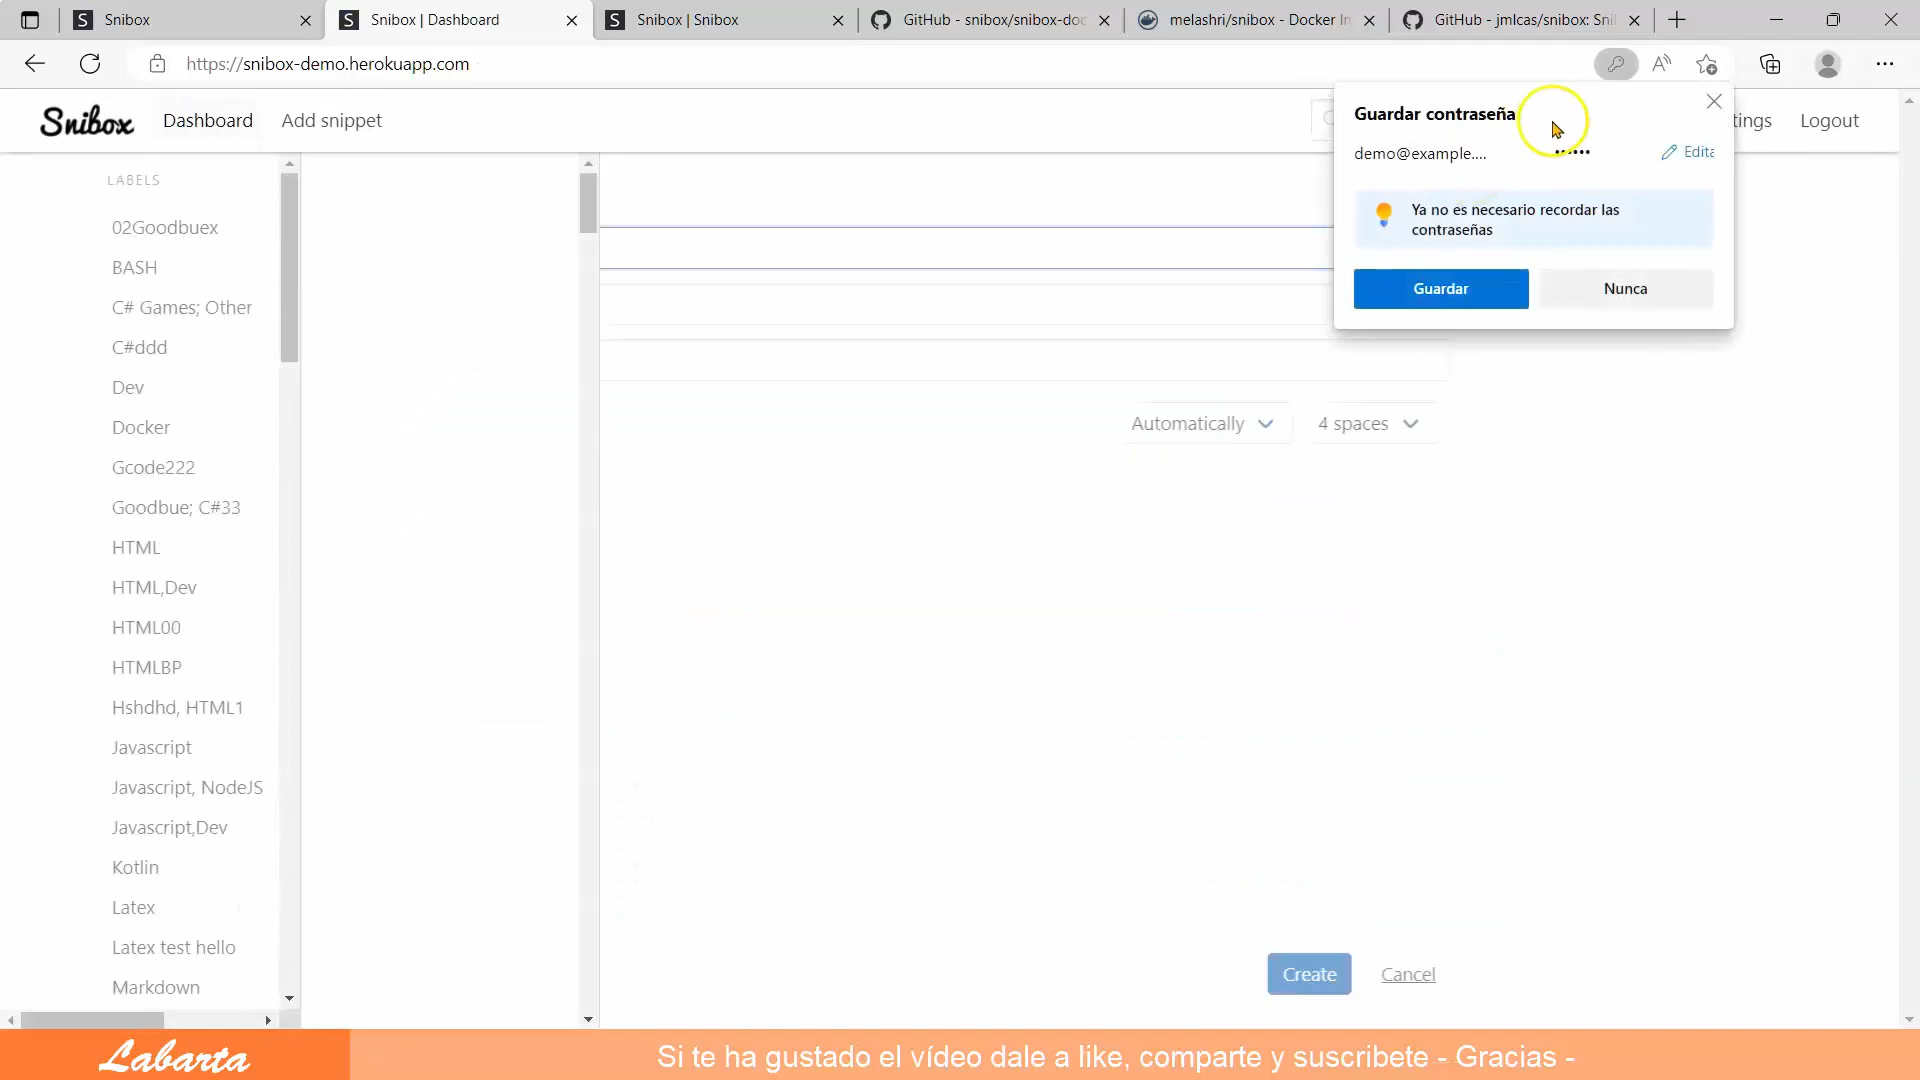 Snibox
Snibox | Dashboard
Snibox | Snibox
GitHub - snibox/snibox-doc
melashri/snibox - Docker In
GitHub - jmlcas/snibox: Sni
https://snibox-demo.herokuapp.com
Snibox
Dashboard
Add snippet
tings
Logout
Guardar contraseña
demo@example....
••••••
Edita
Ya no es necesario recordar las
contraseñas
Guardar
Nunca
LABELS
02Goodbuex
BASH
C# Games; Other
C#ddd
Dev
Docker
Gcode222
Goodbue; C#33
HTML
HTML,Dev
HTML00
HTMLBP
Hshdhd, HTML1
Javascript
Javascript, NodeJS
Javascript,Dev
Kotlin
Latex
Latex test hello
Markdown
Automatically
4 spaces
Create
Cancel
Labarta
Si te ha gustado el vídeo dale a like, comparte y suscribete - Gracias -